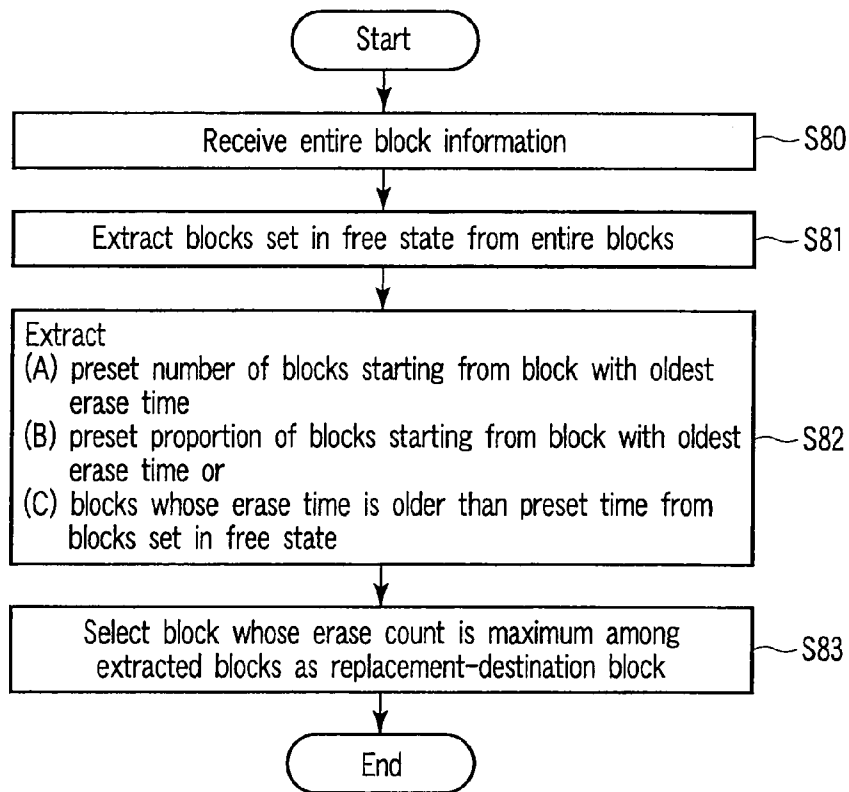 Start
Receive entire block information
S80
Extract blocks set in free state from entire blocks
S81
Extract
(A) preset number of blocks starting from block with oldest
erase time
(B) preset proportion of blocks starting from block with oldest
erase time or
(C) blocks whose erase time is older than preset time from
blocks set in free state
S82
Select block whose erase count is maximum among
extracted blocks as replacement-destination block
S83
End